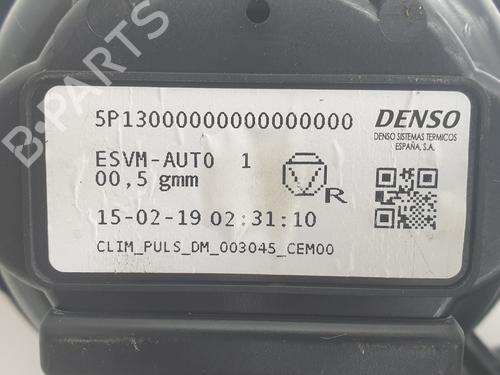 5P13000000000000000
DENSO
DENSO SISTEMAS TERMICOS
ESPAÑA, S.A.
ESVM-AUTO 1
00,5 gmm
R
15-02-19 02:31:10
CLIM_PULS_DM_003045_CEM00
B-PARTS